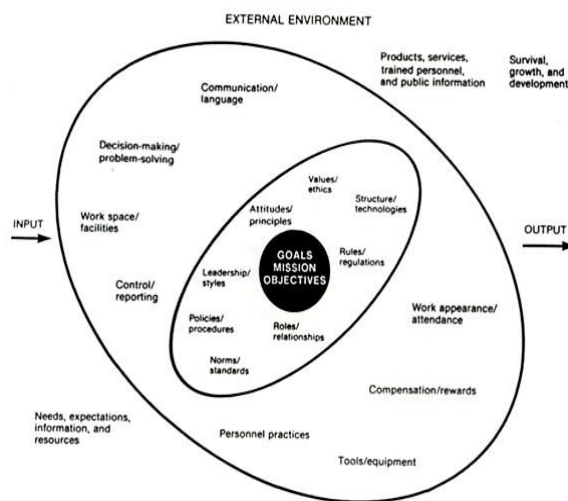 EXTERNAL ENVIRONMENT
Products, services,
trained personnel,
and public information
Survival,
growth, and
development
Communication/
language
Decision-making/
problem-solving
Values/
ethics
Structure/
technologies
Attitudes/
principles
Work space/
facilities
INPUT
OUTPUT
GOALS
MISSION
OBJECTIVES
Rules/
regulations
Leadership/
styles
Control/
reporting
Policies/
procedures
Roles/
relationships
Work appearance/
attendance
Norms/
standards
Compensation/rewards
Needs, expectations,
information, and
resources
Personnel practices
Tools/equipment